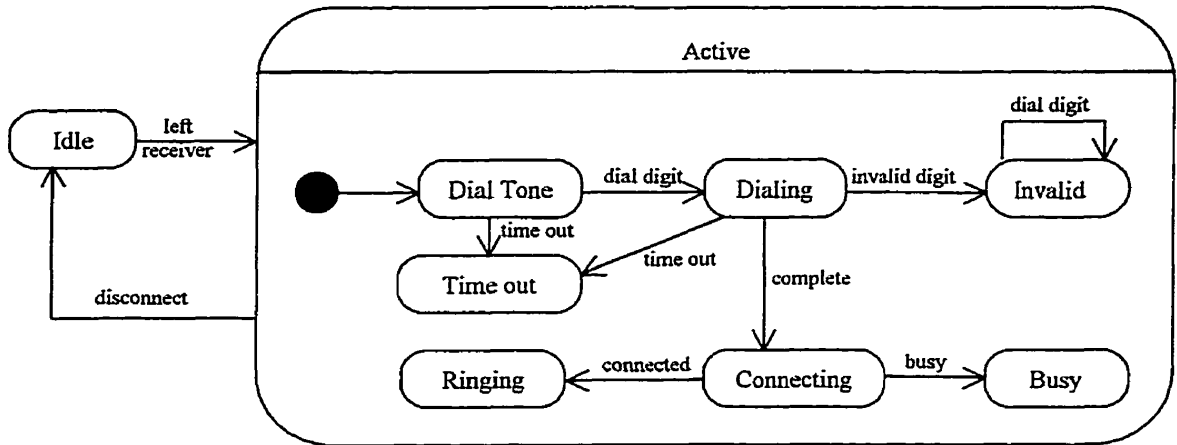 Active
dial digit
left
Idle
receiver
dial digit
invalid digit
Dial Tone
Dialing
Invalid
time out
time out
Time out
complete
disconnect
connected
busy
Ringing
Connecting
Busy